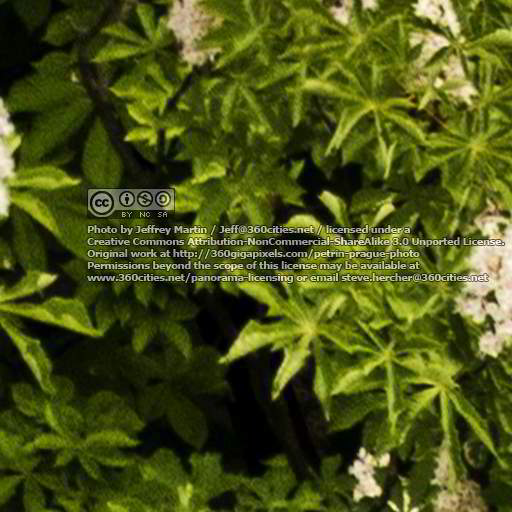 cc BY NC SA
Photo by Jeffrey Martin / Jeff@360cities.net / licensed under a
Creative Commons Attribution-NonCommercial-ShareAlike 3.0 Unported License.
Original work at http://360gigapixels.com/petrin-prague-photo
Permissions beyond the scope of this license may be available at
www.360cities.net/panorama-licensing or email steve.hercher@360cities.net